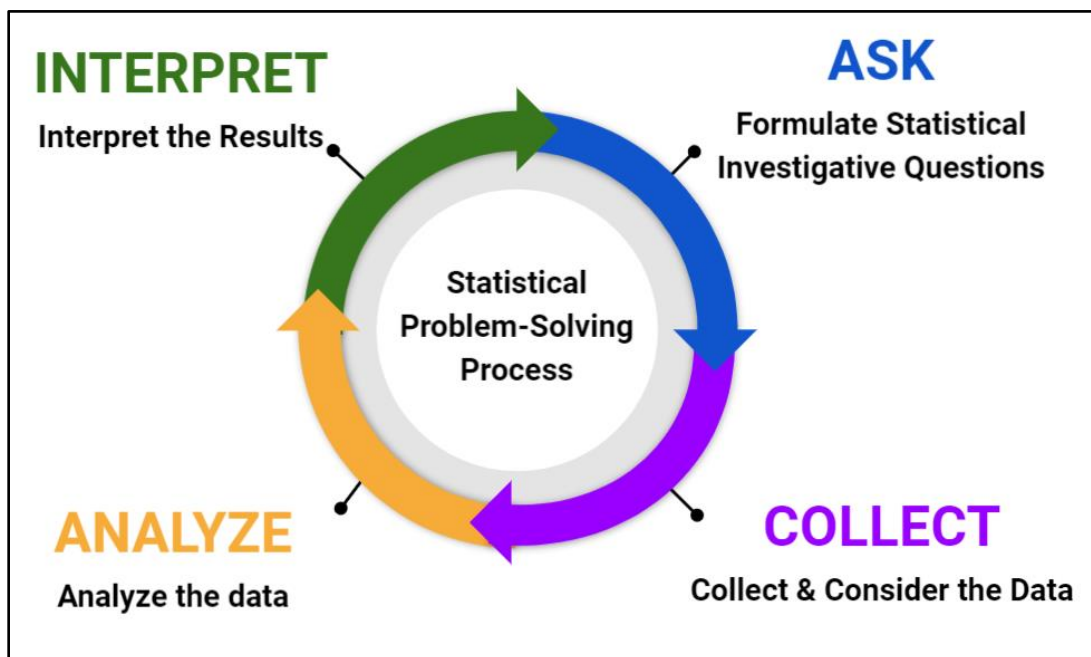 INTERPRET
Interpret the Results
ASK
Formulate Statistical
Investigative Questions
Statistical
Problem-Solving
Process
ANALYZE
Analyze the data
COLLECT
Collect & Consider the Data